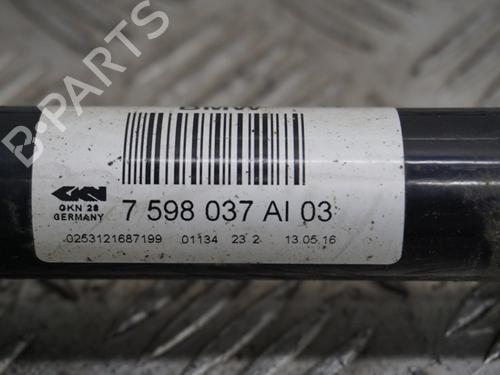 B-PARTS
GKN
GKN 28
GERMANY
7 598 037 AI 03
0253121687199 01134 23 2 13.05.16